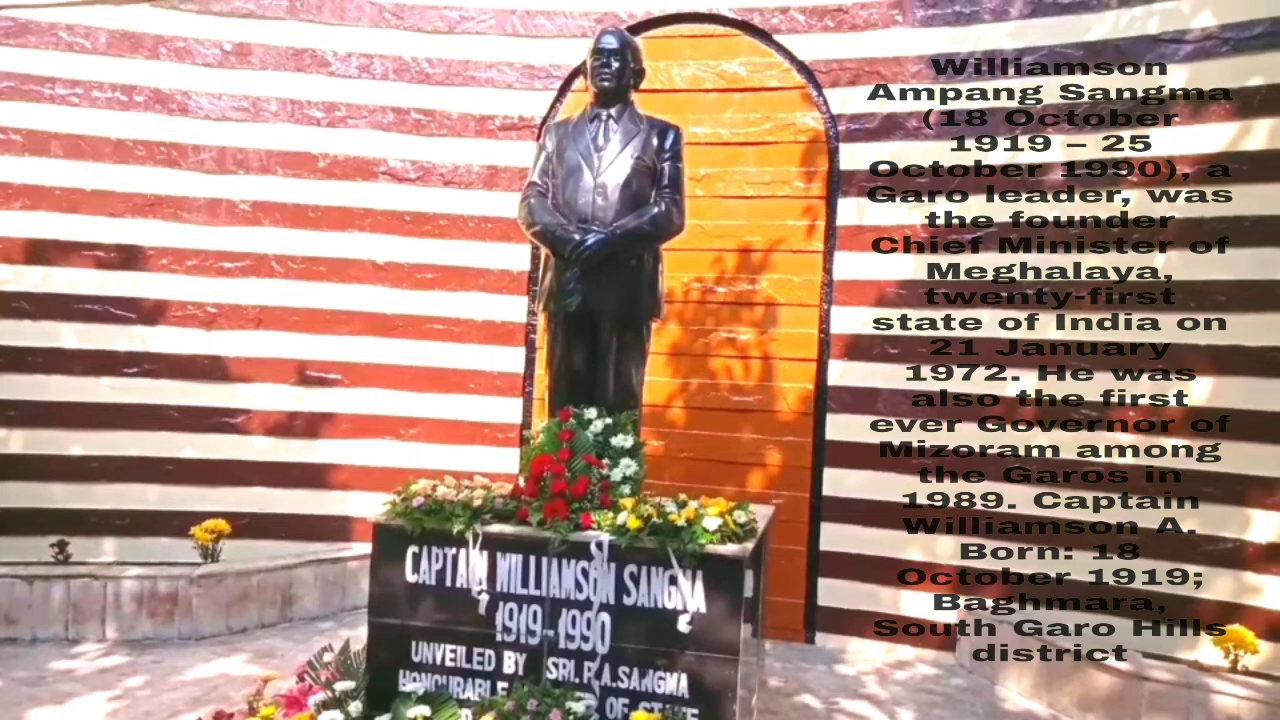 CAPTAIN WILLIAMSON SANGMA
1919-1990
UNVEILED BY SRI.P.A.SANGMA
HONOURABLE OF STATE
Williamson
Ampang Sangma
(18 October
1919 – 25
October 1990), a
Garo leader, was
the founder
Chief Minister of
Meghalaya,
twenty-first
state of India on
21 January
1972. He was
also the first
ever Governor of
Mizoram among
the Garos in
1989. Captain
Williamson A.
Born: 18
October 1919;
Baghmara,
South Garo Hills
district